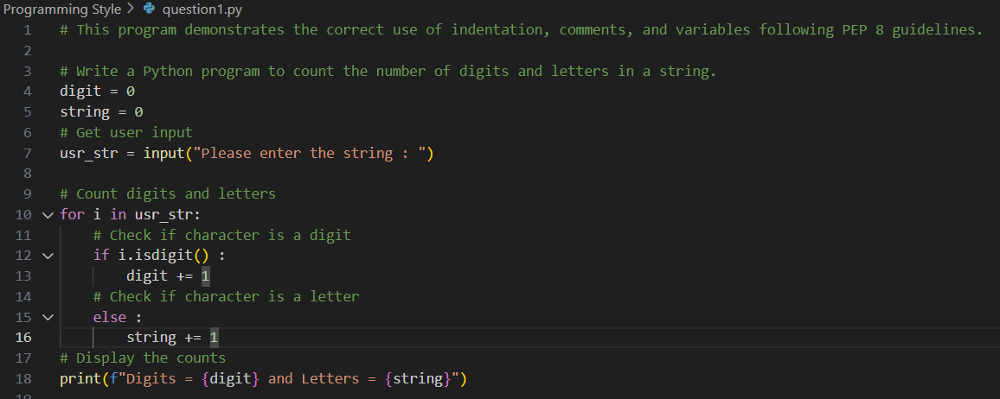 Programming Style > question1.py
1 # This program demonstrates the correct use of indentation, comments, and variables following PEP 8 guidelines.
2
3 # Write a Python program to count the number of digits and letters in a string.
4 digit = 0
5 string = 0
6 # Get user input
7 usr_str = input("Please enter the string : ")
8
9 # Count digits and letters
10 for i in usr_str:
11     # Check if character is a digit
12     if i.isdigit() :
13         digit += 1
14     # Check if character is a letter
15     else :
16         string += 1
17 # Display the counts
18 print(f"Digits = {digit} and Letters = {string}")
19